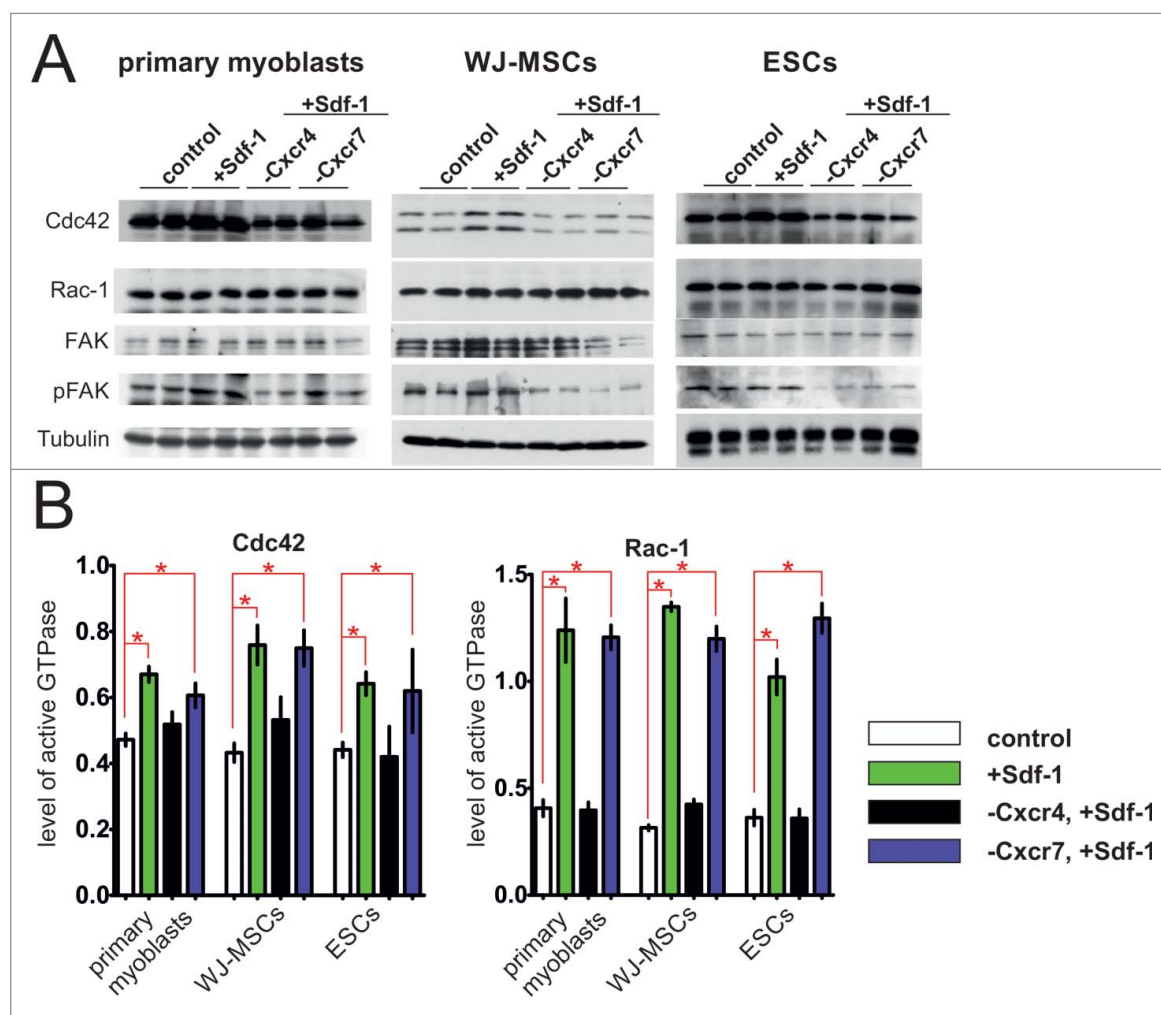 A
primary myoblasts WJ-MSCs ESCs
+Sdf-1 +Sdf-1 +Sdf-1
control +Sdf-1 -Cxcr4 -Cxcr7 control +Sdf-1 -Cxcr4 -Cxcr7 control +Sdf-1 -Cxcr4 -Cxcr7
Cdc42
Rac-1
FAK
pFAK
Tubulin
B
Cdc42
level of active GTPase
1.0
0.8
0.6
0.4
0.2
0.0
* * * * * *
primary myoblasts
WJ-MSCs
ESCs
Rac-1
level of active GTPase
1.5
1.0
0.5
0.0
* * * * * *
primary myoblasts
WJ-MSCs
ESCs
control
+Sdf-1
-Cxcr4, +Sdf-1
-Cxcr7, +Sdf-1